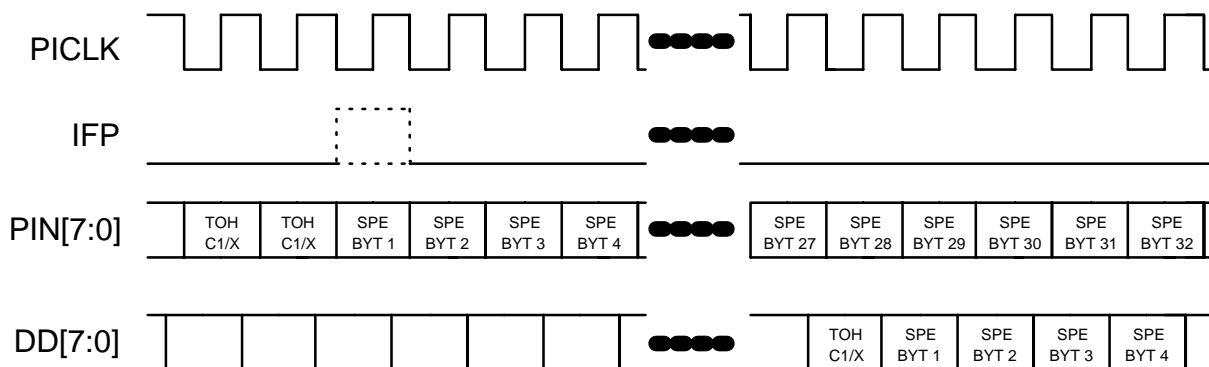 PICLK
IFP
PIN[7:0]
TOH TOH SPE SPE SPE SPE SPE SPE SPE SPE SPE SPE
C1/X C1/X BYT 1 BYT 2 BYT 3 BYT 4 BYT 27 BYT 28 BYT 29 BYT 30 BYT 31 BYT 32
DD[7:0]
TOH SPE SPE SPE SPE
C1/X BYT 1 BYT 2 BYT 3 BYT 4